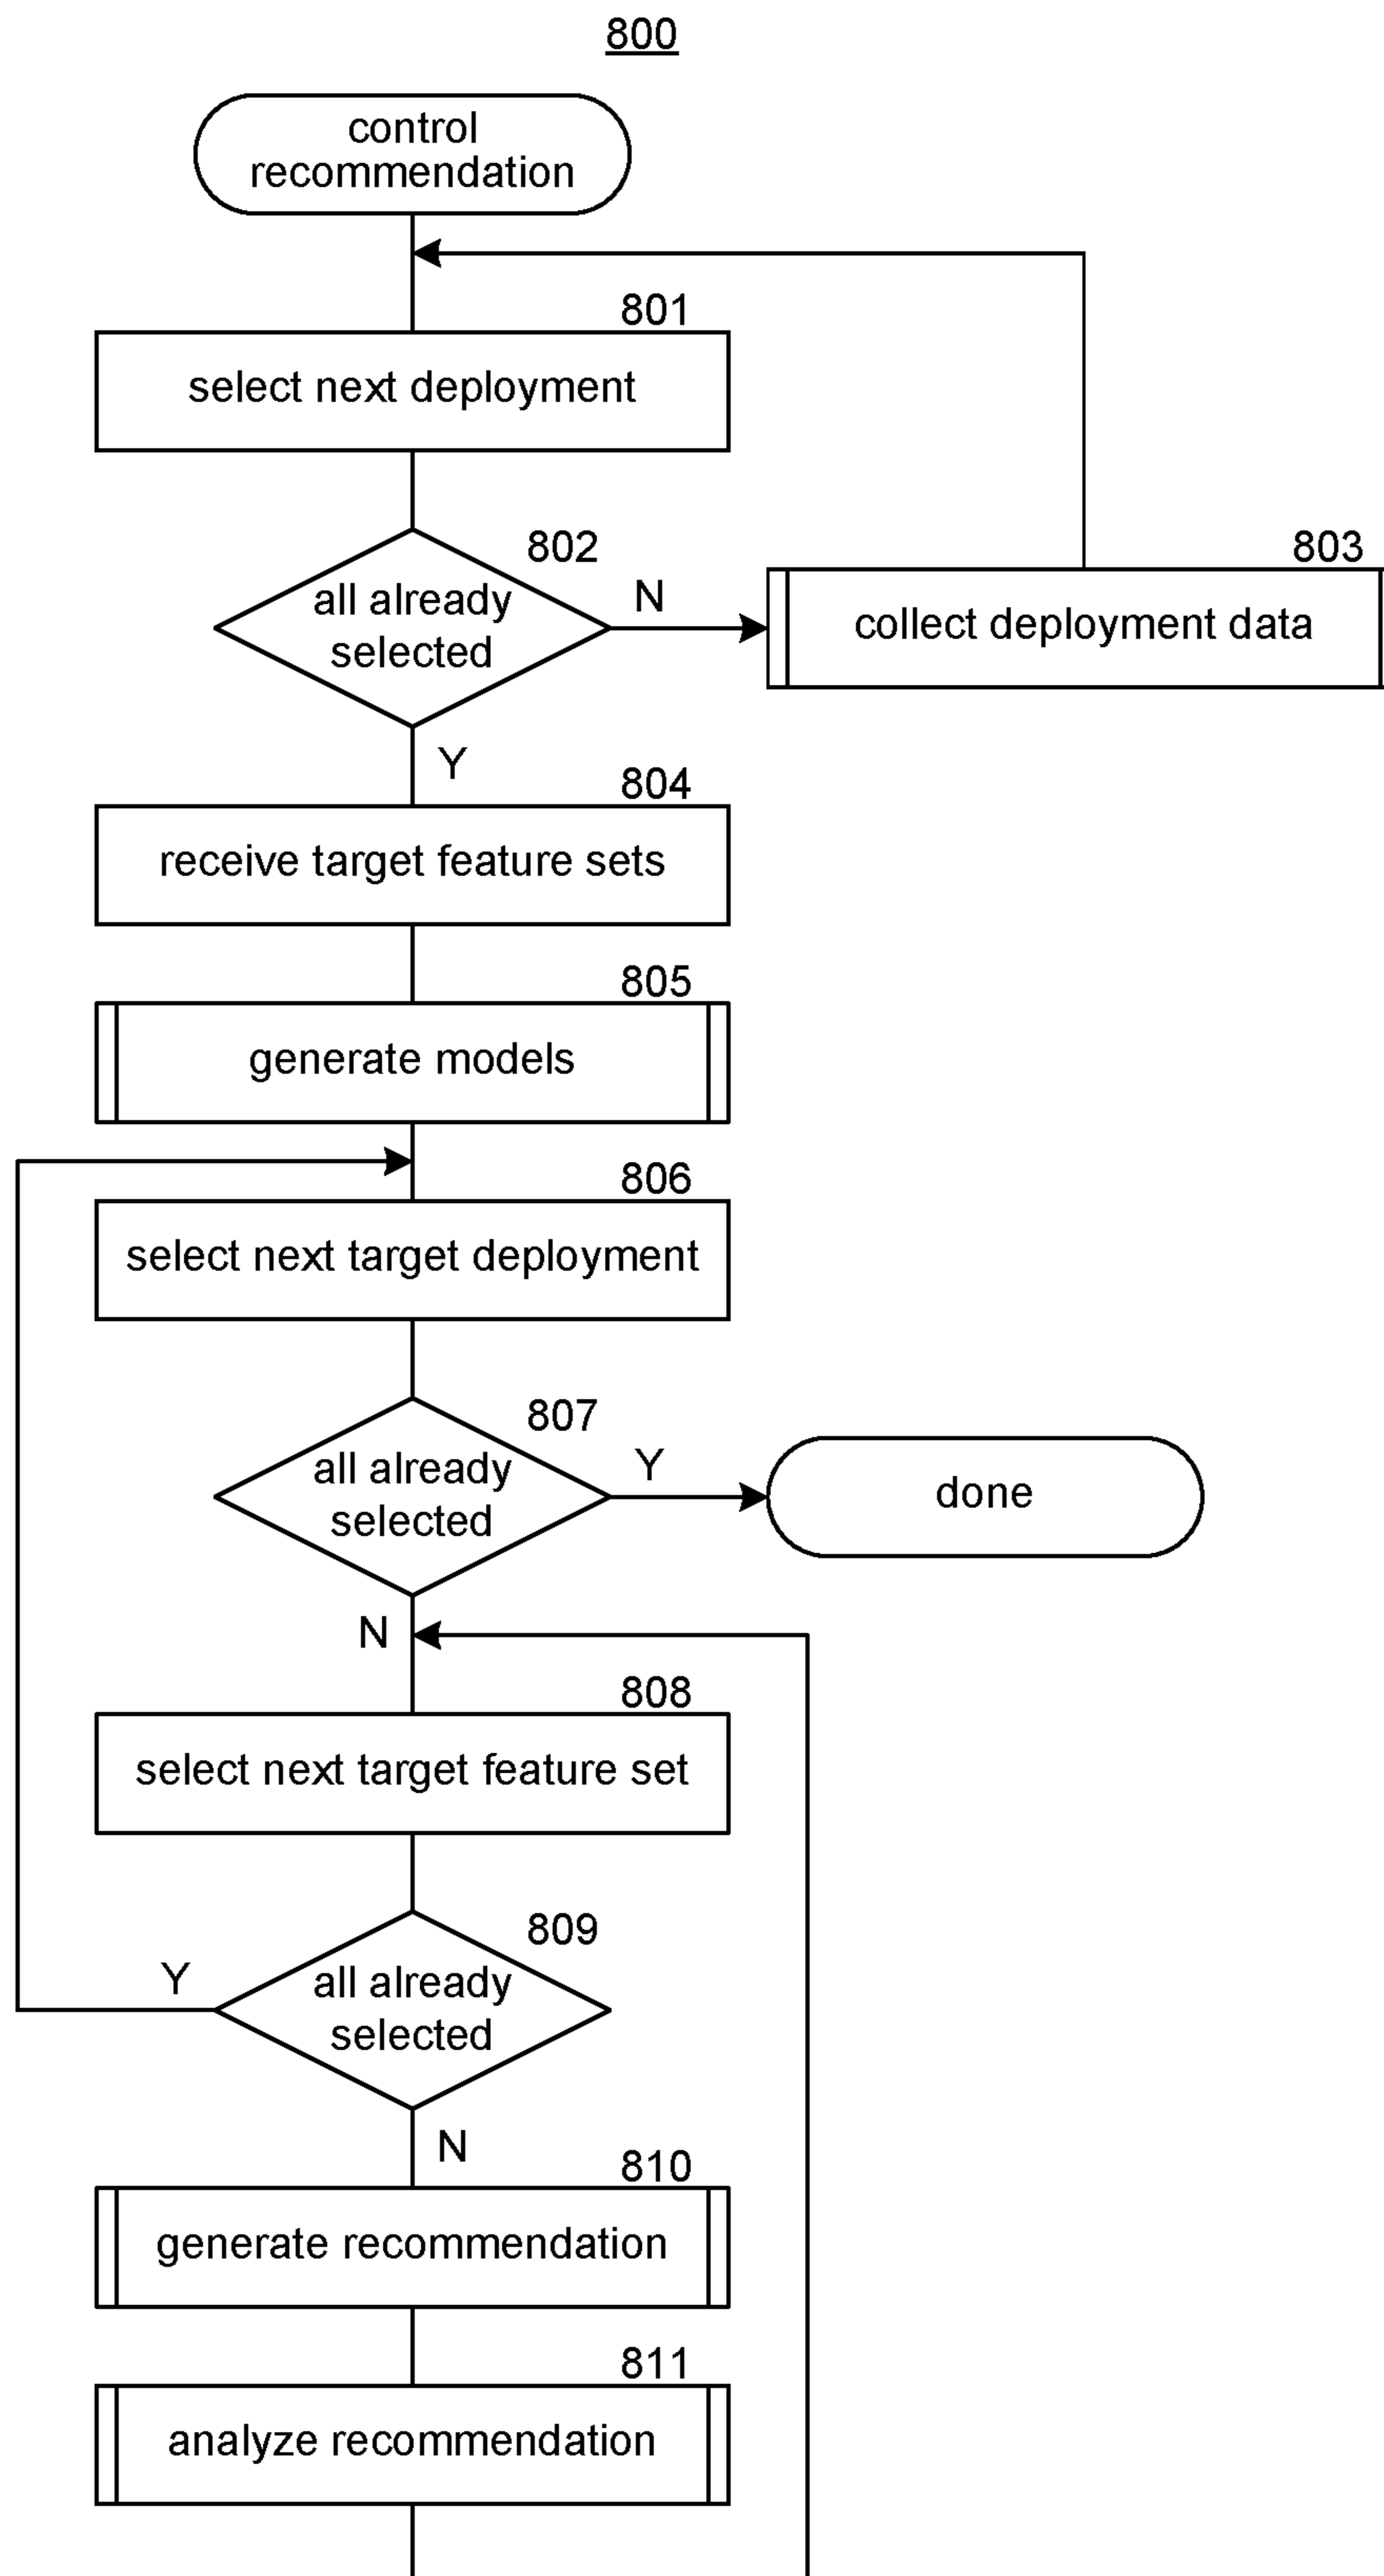 800
control
recommendation
801
select next deployment
802
all already
selected
N
803
collect deployment data
Y
804
receive target feature sets
805
generate models
806
select next target deployment
807
all already
selected
Y
done
N
808
select next target feature set
809
all already
selected
Y
N
810
generate recommendation
811
analyze recommendation